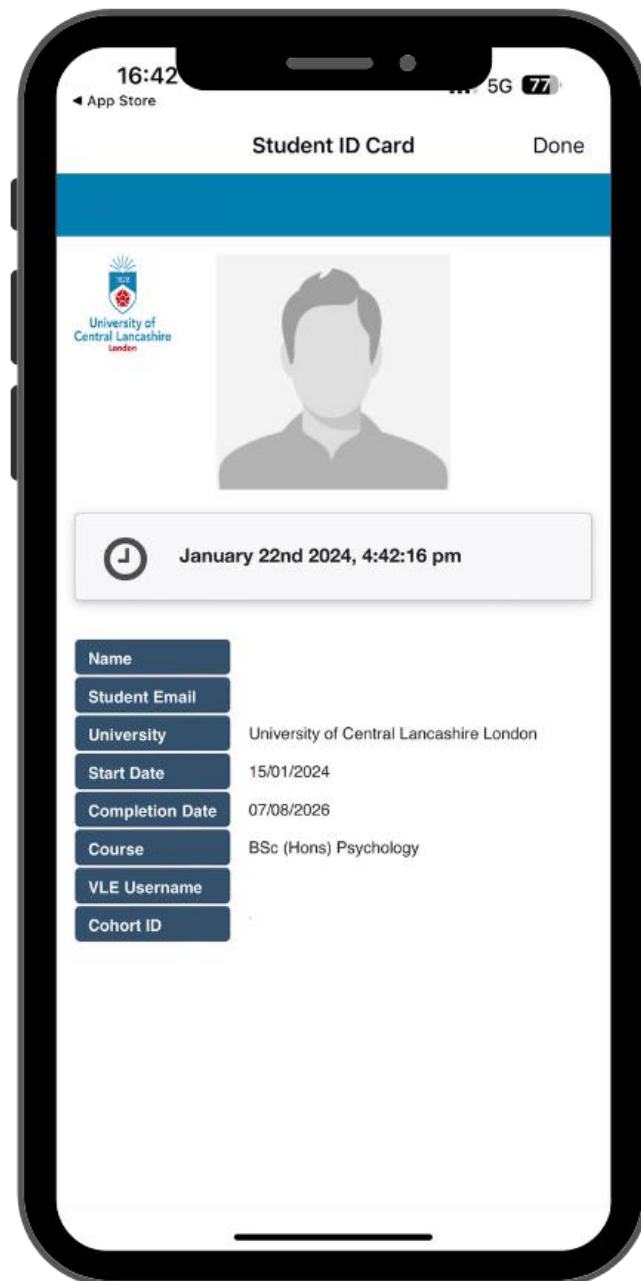 16:42
5G 77
◀ App Store
Student ID Card
Done
1828
University of
Central Lancashire
London
January 22nd 2024, 4:42:16 pm
Name
Student Email
University University of Central Lancashire London
Start Date 15/01/2024
Completion Date 07/08/2026
Course BSc (Hons) Psychology
VLE Username
Cohort ID